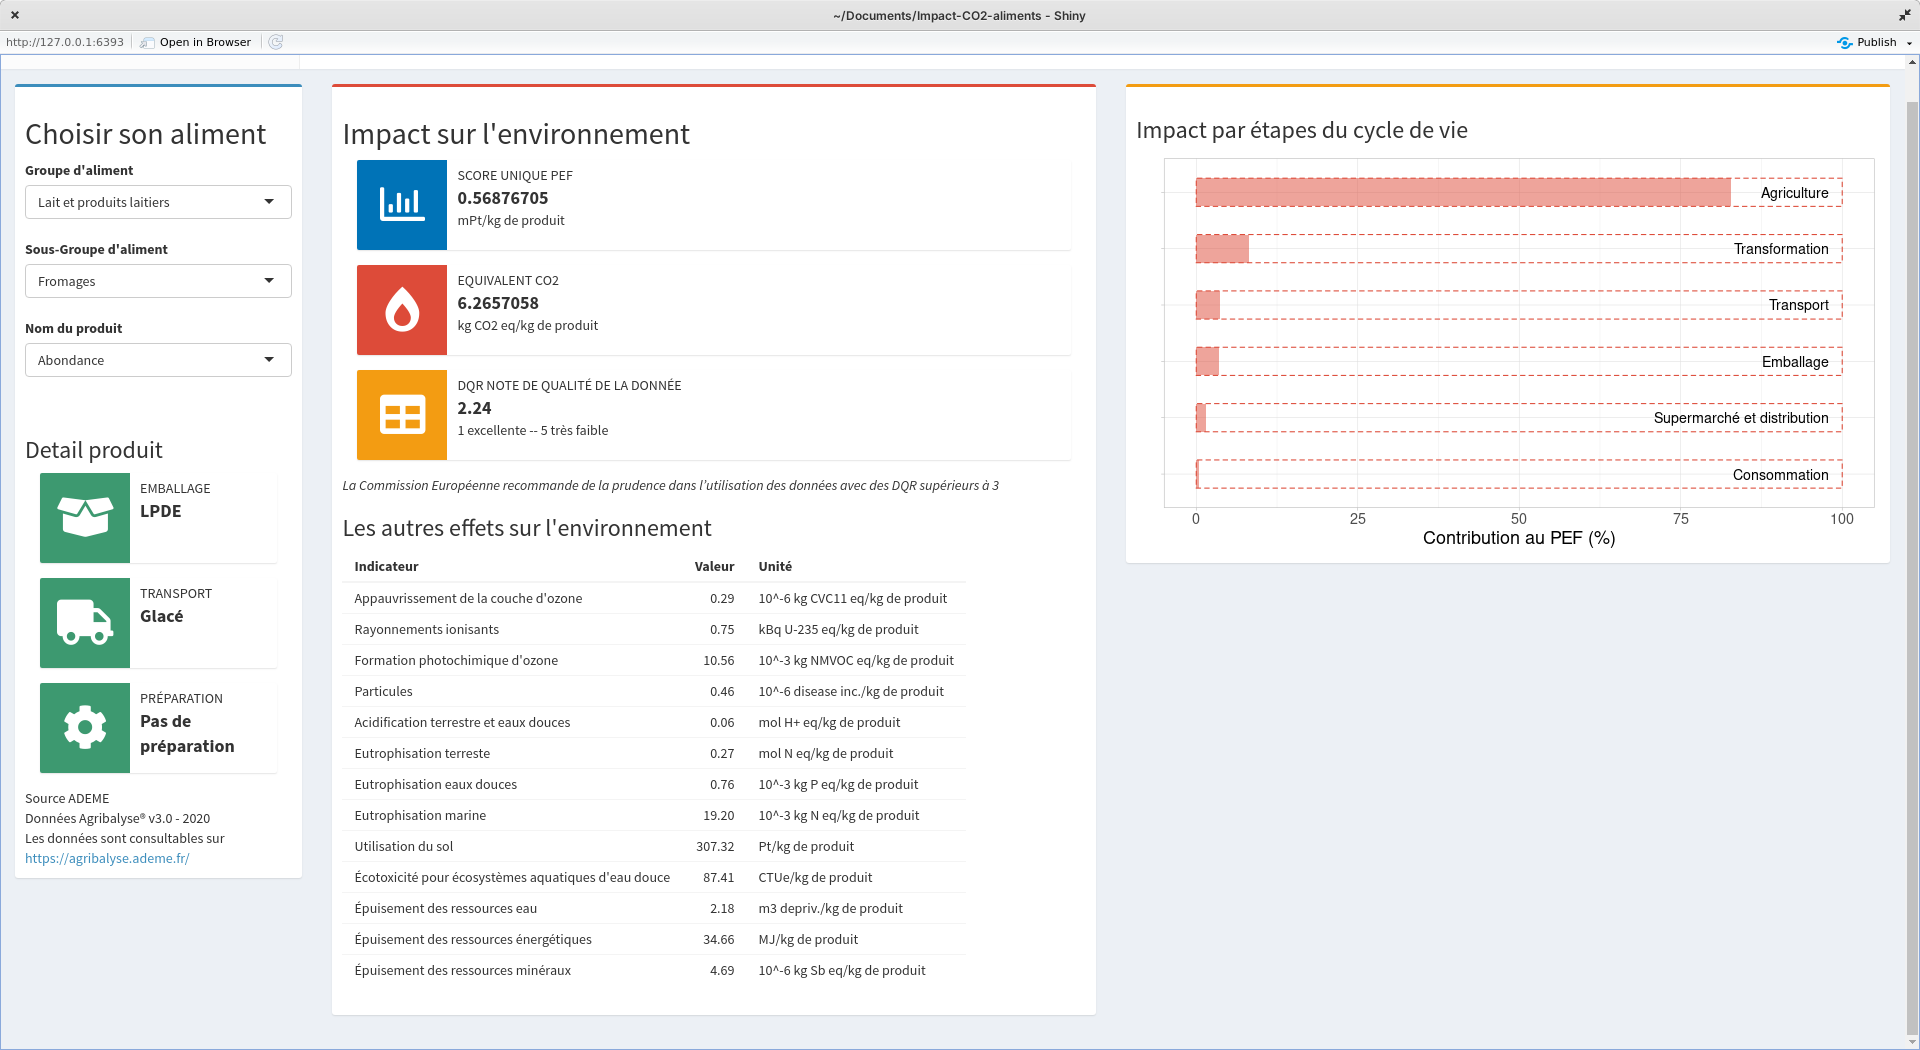 ~/Documents/Impact-CO2-aliments - Shiny
http://127.0.0.1:6393
Open in Browser
Publish
Choisir son aliment
Groupe d'aliment
Lait et produits laitiers
Sous-Groupe d'aliment
Fromages
Nom du produit
Abondance
Detail produit
EMBALLAGE
LPDE
TRANSPORT
Glacé
PRÉPARATION
Pas de
préparation
Source ADEME
Données Agribalyse® v3.0 - 2020
Les données sont consultables sur
https://agribalyse.ademe.fr/
Impact sur l'environnement
SCORE UNIQUE PEF
0.56876705
mPt/kg de produit
EQUIVALENT CO2
6.2657058
kg CO2 eq/kg de produit
DQR NOTE DE QUALITÉ DE LA DONNÉE
2.24
1 excellente -- 5 très faible
La Commission Européenne recommande de la prudence dans l'utilisation des données avec des DQR supérieurs à 3
Les autres effets sur l'environnement
Indicateur Valeur Unité
Appauvrissement de la couche d'ozone 0.29 10^-6 kg CVC11 eq/kg de produit
Rayonnements ionisants 0.75 kBq U-235 eq/kg de produit
Formation photochimique d'ozone 10.56 10^-3 kg NMVOC eq/kg de produit
Particules 0.46 10^-6 disease inc./kg de produit
Acidification terrestre et eaux douces 0.06 mol H+ eq/kg de produit
Eutrophisation terreste 0.27 mol N eq/kg de produit
Eutrophisation eaux douces 0.76 10^-3 kg P eq/kg de produit
Eutrophisation marine 19.20 10^-3 kg N eq/kg de produit
Utilisation du sol 307.32 Pt/kg de produit
Écotoxicité pour écosystèmes aquatiques d'eau douce 87.41 CTUe/kg de produit
Épuisement des ressources eau 2.18 m3 depriv./kg de produit
Épuisement des ressources énergétiques 34.66 MJ/kg de produit
Épuisement des ressources minéraux 4.69 10^-6 kg Sb eq/kg de produit
Impact par étapes du cycle de vie
Agriculture
Transformation
Transport
Emballage
Supermarché et distribution
Consommation
0 25 50 75 100
Contribution au PEF (%)